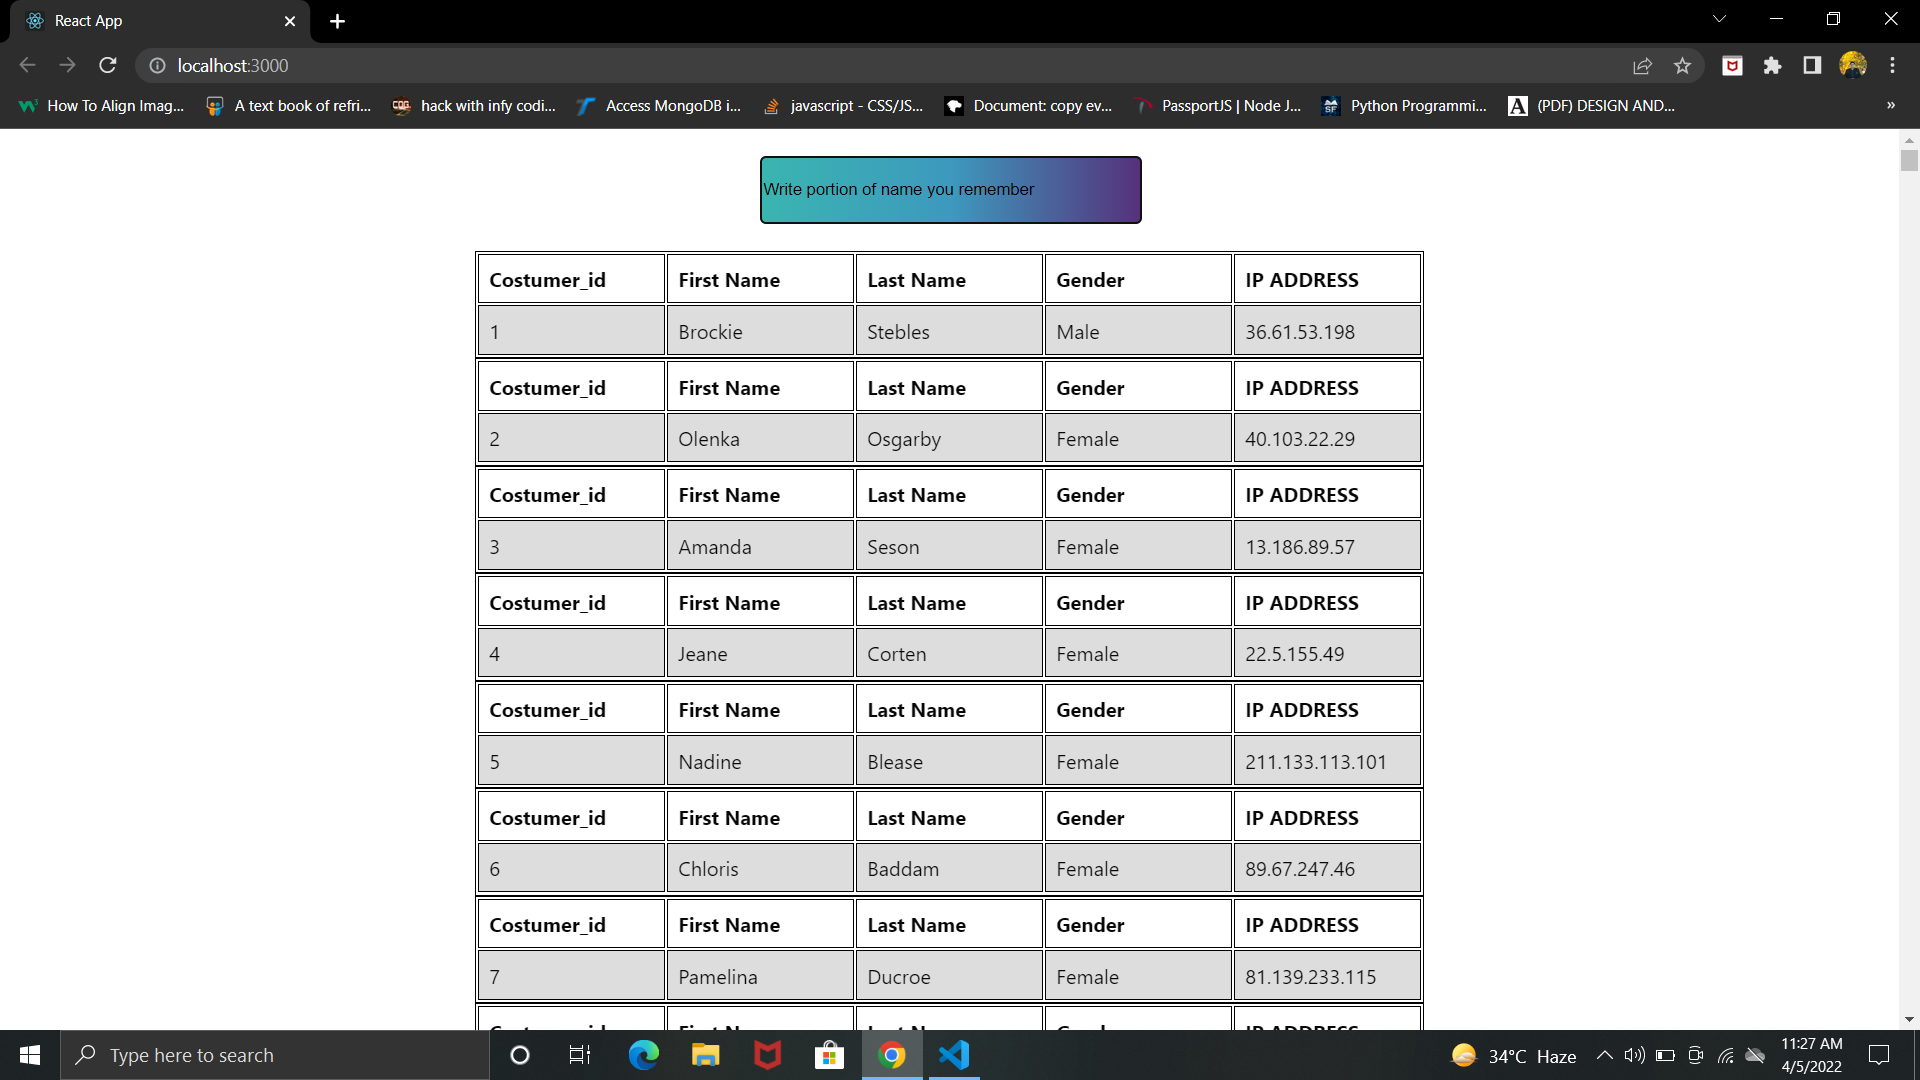 React App
localhost:3000
How To Align Imag... A text book of refri... hack with infy codi... Access MongoDB i... javascript - CSS/JS... Document: copy ev... PassportJS | Node J... Python Programmi... (PDF) DESIGN AND... »
Write portion of name you remember
Costumer_id First Name Last Name Gender IP ADDRESS
1 Brockie Stebles Male 36.61.53.198
Costumer_id First Name Last Name Gender IP ADDRESS
2 Olenka Osgarby Female 40.103.22.29
Costumer_id First Name Last Name Gender IP ADDRESS
3 Amanda Seson Female 13.186.89.57
Costumer_id First Name Last Name Gender IP ADDRESS
4 Jeane Corten Female 22.5.155.49
Costumer_id First Name Last Name Gender IP ADDRESS
5 Nadine Blease Female 211.133.113.101
Costumer_id First Name Last Name Gender IP ADDRESS
6 Chloris Baddam Female 89.67.247.46
Costumer_id First Name Last Name Gender IP ADDRESS
7 Pamelina Ducroe Female 81.139.233.115
Type here to search
34°C Haze
11:27 AM
4/5/2022